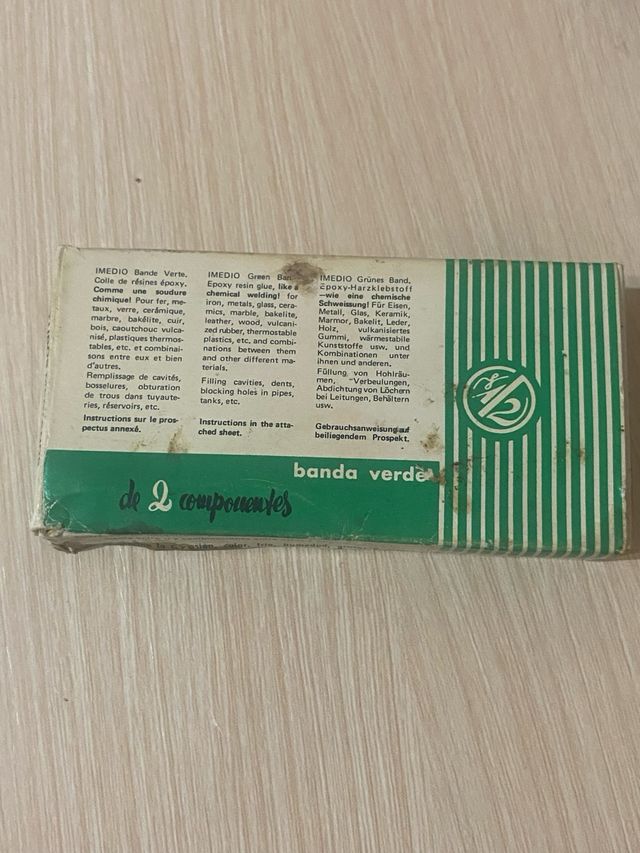 IMEDIO Bande Verte.
Colle de résines époxy.
Comme une soudure
chimique! Pour fer, mé-
taux, verre, cerámique,
marbre, bakélite, cuir,
bois, caoutchouc vulca-
nisé, plastiques thermos-
tables, etc. et combinai-
sons entre eux et bien
d'autres.
Remplissage de cavités,
bosselures, obturation
de trous dans tuyaute-
ries, réservoirs, etc.
Instructions sur le pros-
pectus annexé.
IMEDIO Green
Epoxy resin glue, like a
chemical welding! for
iron, metals, glass, cera-
mics, marble, bakelite,
leather, wood, vulcani-
zed rubber, thermostable
plastics, etc. and combi-
nations between them
and other different ma-
terials.
Filling cavities, dents,
blocking holes in pipes,
tanks, etc.
Instructions in the atta-
ched sheet.
IMEDIO Grünes Band,
Epoxy-Harzklebstoff
—wie eine chemische
Schweissung! Für Eisen,
Metall, Glas, Keramik,
Marmor, Bakelit, Leder,
Holz, vulkanisiertes
Gummi, wärmestabile
Kunststoffe usw. und
Kombinationen unter
ihnen und anderen.
Füllung von Hohlräu-
men, Verbeulungen,
Abdichtung von Löchern
bei Leitungen, Behältern
usw.
Gebrauchsanweisung auf
beiliegendem Prospekt.
banda verde
de 2 componentes